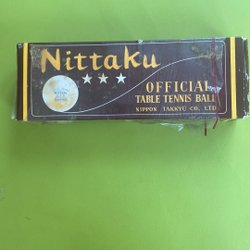 Nittaku
OFFICIAL
TABLE TENNIS BALL
NIPPON TAKKYU CO., LTD